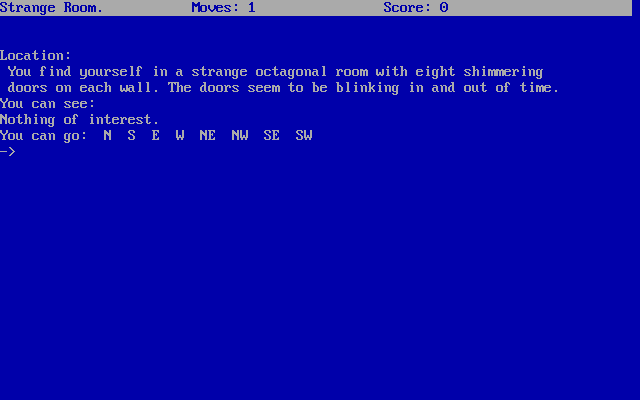 Strange Room. Moves: 1 Score: 0
Location:
You find yourself in a strange octagonal room with eight shimmering
doors on each wall. The doors seem to be blinking in and out of time.
You can see:
Nothing of interest.
You can go: N S E W NE NW SE SW
->